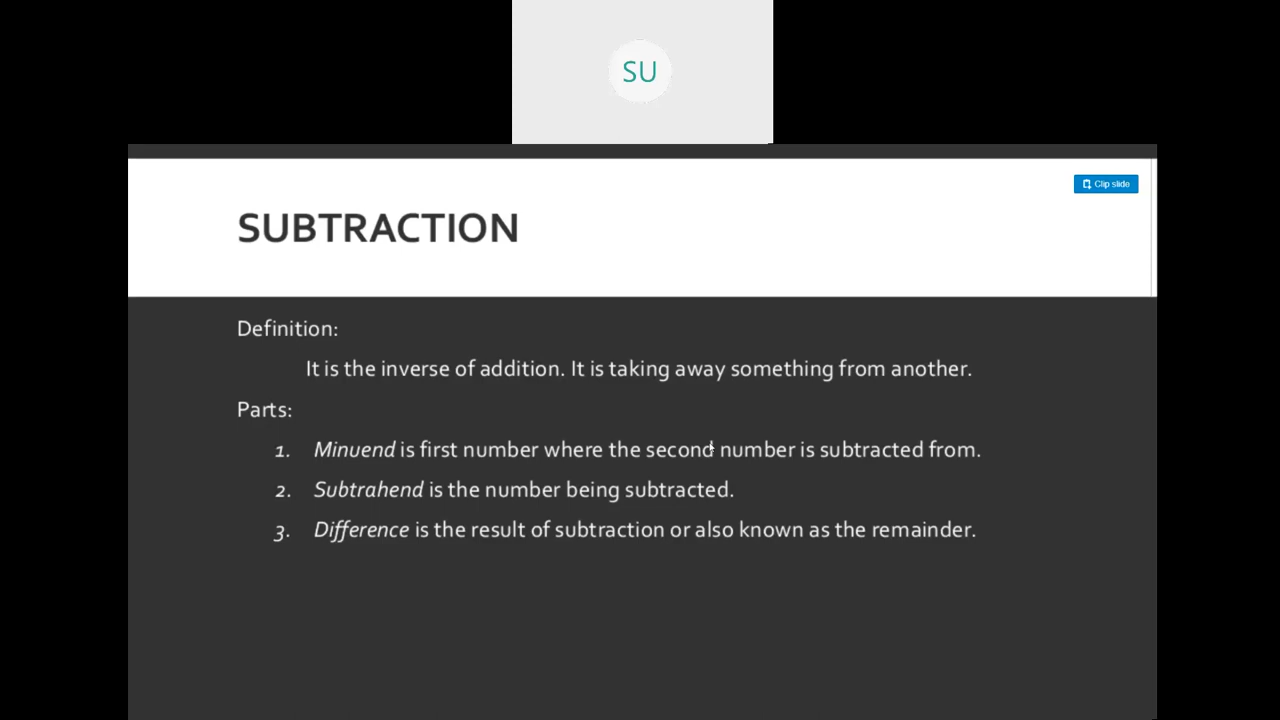 SU
Clip slide
SUBTRACTION
Definition:
It is the inverse of addition. It is taking away something from another.
Parts:
1. Minuend is first number where the second number is subtracted from.
2. Subtrahend is the number being subtracted.
3. Difference is the result of subtraction or also known as the remainder.